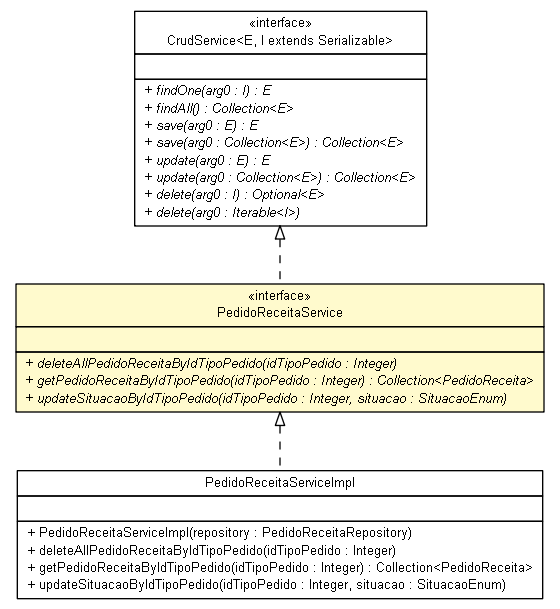 «interface»
CrudService<E, I extends Serializable>
+ findOne(arg0 : I) : E
+ findAll() : Collection<E>
+ save(arg0 : E) : E
+ save(arg0 : Collection<E>) : Collection<E>
+ update(arg0 : E) : E
+ update(arg0 : Collection<E>) : Collection<E>
+ delete(arg0 : I) : Optional<E>
+ delete(arg0 : Iterable<I>)
«interface»
PedidoReceitaService
+ deleteAllPedidoReceitaByIdTipoPedido(idTipoPedido : Integer)
+ getPedidoReceitaByIdTipoPedido(idTipoPedido : Integer) : Collection<PedidoReceita>
+ updateSituacaoByIdTipoPedido(idTipoPedido : Integer, situacao : SituacaoEnum)
PedidoReceitaServiceImpl
+ PedidoReceitaServiceImpl(repository : PedidoReceitaRepository)
+ deleteAllPedidoReceitaByIdTipoPedido(idTipoPedido : Integer)
+ getPedidoReceitaByIdTipoPedido(idTipoPedido : Integer) : Collection<PedidoReceita>
+ updateSituacaoByIdTipoPedido(idTipoPedido : Integer, situacao : SituacaoEnum)